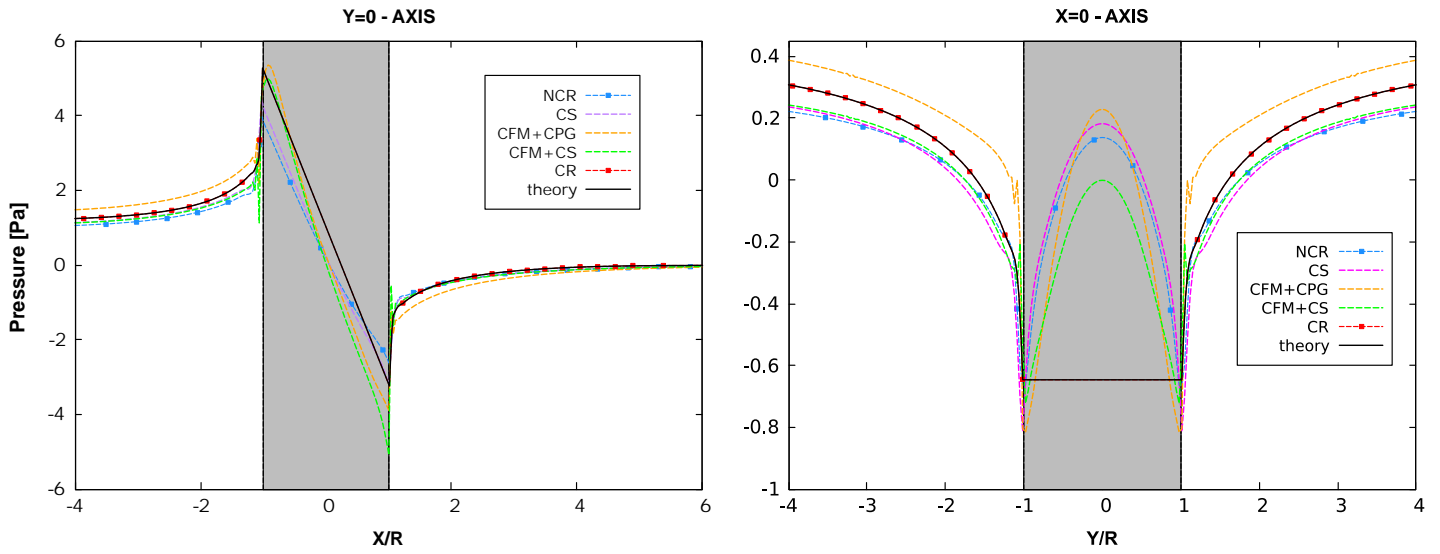 Y=0 - AXIS
6
4
2
0
-2
-4
-6
-4
-2
0
2
4
6
Pressure [Pa]
X/R
NCR
CS
CFM+CPG
CFM+CS
CR
theory
X=0 - AXIS
0.4
0.2
0
-0.2
-0.4
-0.6
-0.8
-1
-4
-3
-2
-1
0
1
2
3
4
Y/R
NCR
CS
CFM+CPG
CFM+CS
CR
theory